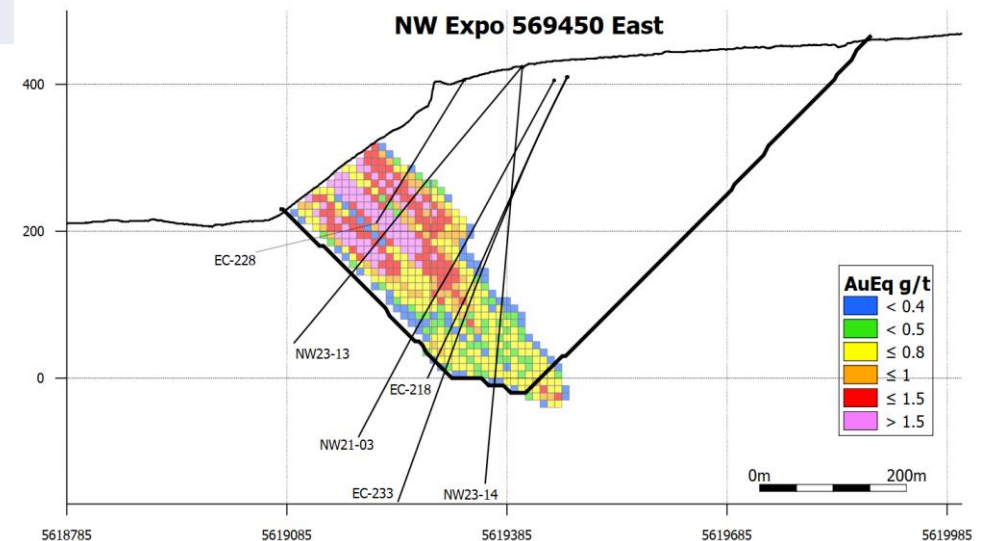 NW Expo 569450 East
400
200
0
EC-228
NW23-13
EC-218
NW21-03
EC-233
NW23-14
AuEq g/t
< 0.4
< 0.5
≤ 0.8
≤ 1
≤ 1.5
> 1.5
0m 200m
5618785 5619085 5619385 5619685 5619985